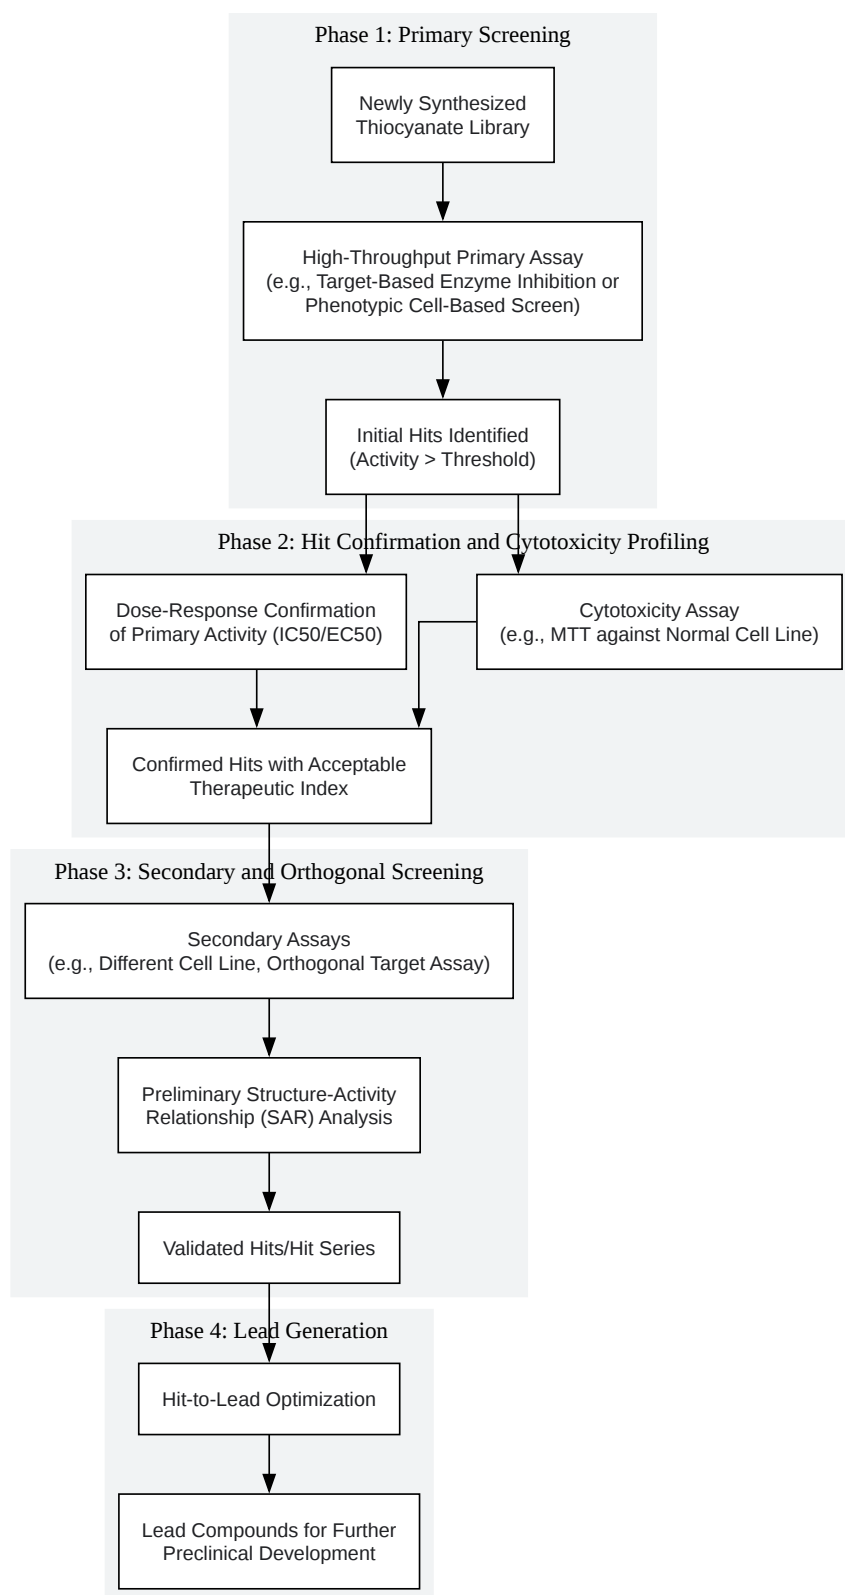 Phase 1: Primary Screening
Newly Synthesized
Thiocyanate Library
High-Throughput Primary Assay
(e.g., Target-Based Enzyme Inhibition or
Phenotypic Cell-Based Screen)
Initial Hits Identified
(Activity > Threshold)
Phase 2: Hit Confirmation and Cytotoxicity Profiling
Dose-Response Confirmation
of Primary Activity (IC50/EC50)
Cytotoxicity Assay
(e.g., MTT against Normal Cell Line)
Confirmed Hits with Acceptable
Therapeutic Index
Phase 3: Secondary and Orthogonal Screening
Secondary Assays
(e.g., Different Cell Line, Orthogonal Target Assay)
Preliminary Structure-Activity
Relationship (SAR) Analysis
Validated Hits/Hit Series
Phase 4: Lead Generation
Hit-to-Lead Optimization
Lead Compounds for Further
Preclinical Development